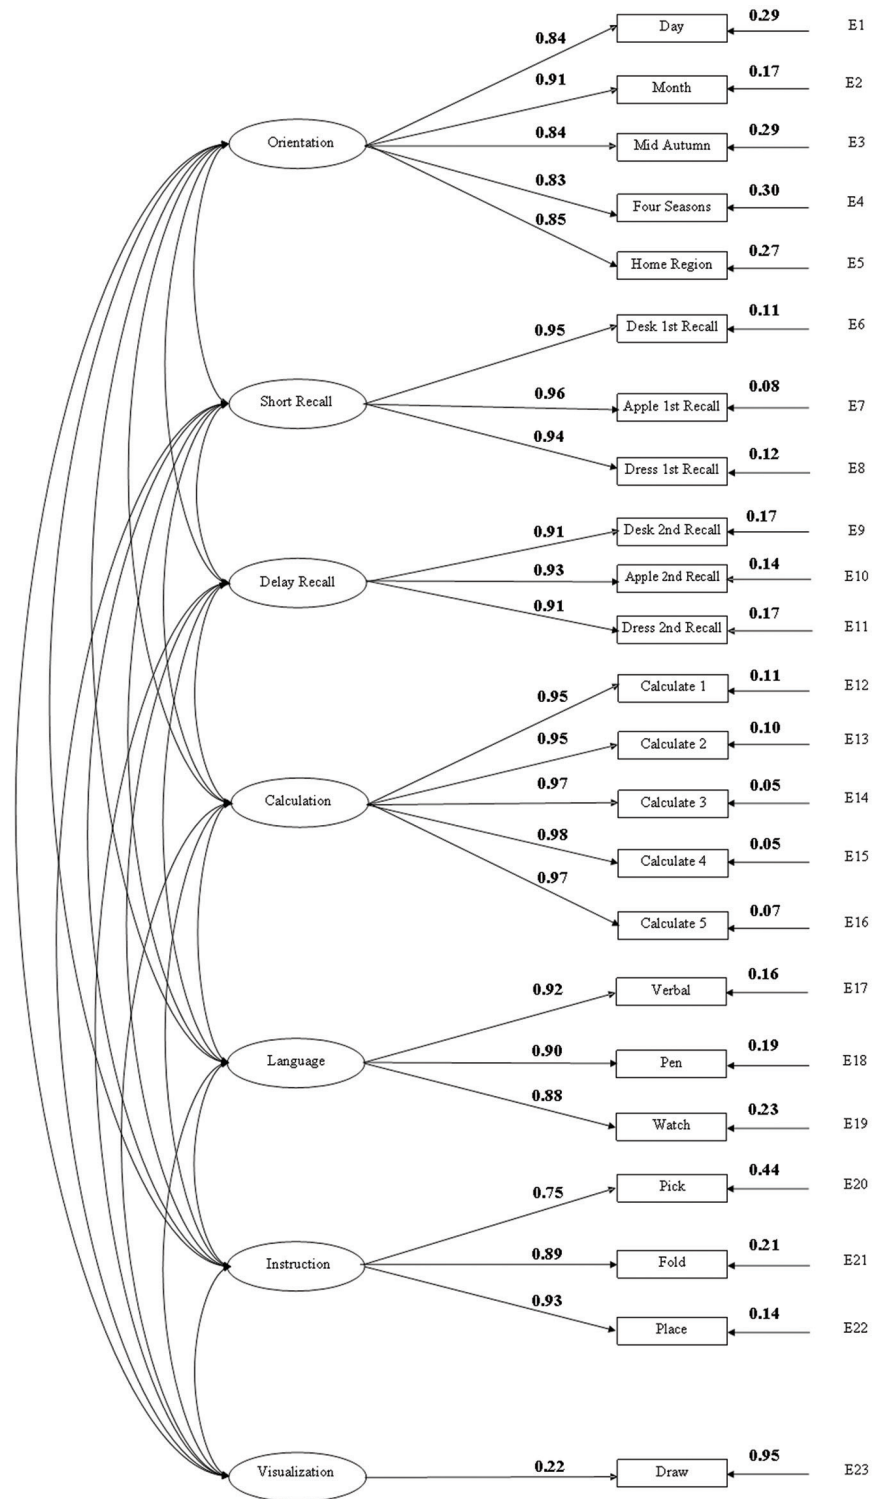 0.29
E1
Day
0.84
0.17
E2
0.91
Month
0.29
E3
Orientation
0.84
Mid Autumn
0.30
E4
0.83
Four Seasons
0.85
0.27
E5
Home Region
0.11
E6
0.95
Desk 1st Recall
0.08
Short Recall
0.96
Apple 1st Recall
E7
0.94
0.12
Dress 1st Recall
E8
0.17
0.91
Desk 2nd Recall
E9
0.14
Delay Recall
0.93
Apple 2nd Recall
E10
0.91
0.17
Dress 2nd Recall
E11
0.11
Calculate 1
E12
0.95
0.10
0.95
Calculate 2
E13
0.97
0.05
Calculation
Calculate 3
E14
0.98
0.05
Calculate 4
E15
0.97
0.07
Calculate 5
E16
0.16
0.92
Verbal
E17
0.19
Language
0.90
Pen
E18
0.88
0.23
Watch
E19
0.44
0.75
Pick
E20
0.21
Instruction
0.89
Fold
E21
0.93
0.14
Place
E22
0.95
Visualization
0.22
Draw
E23